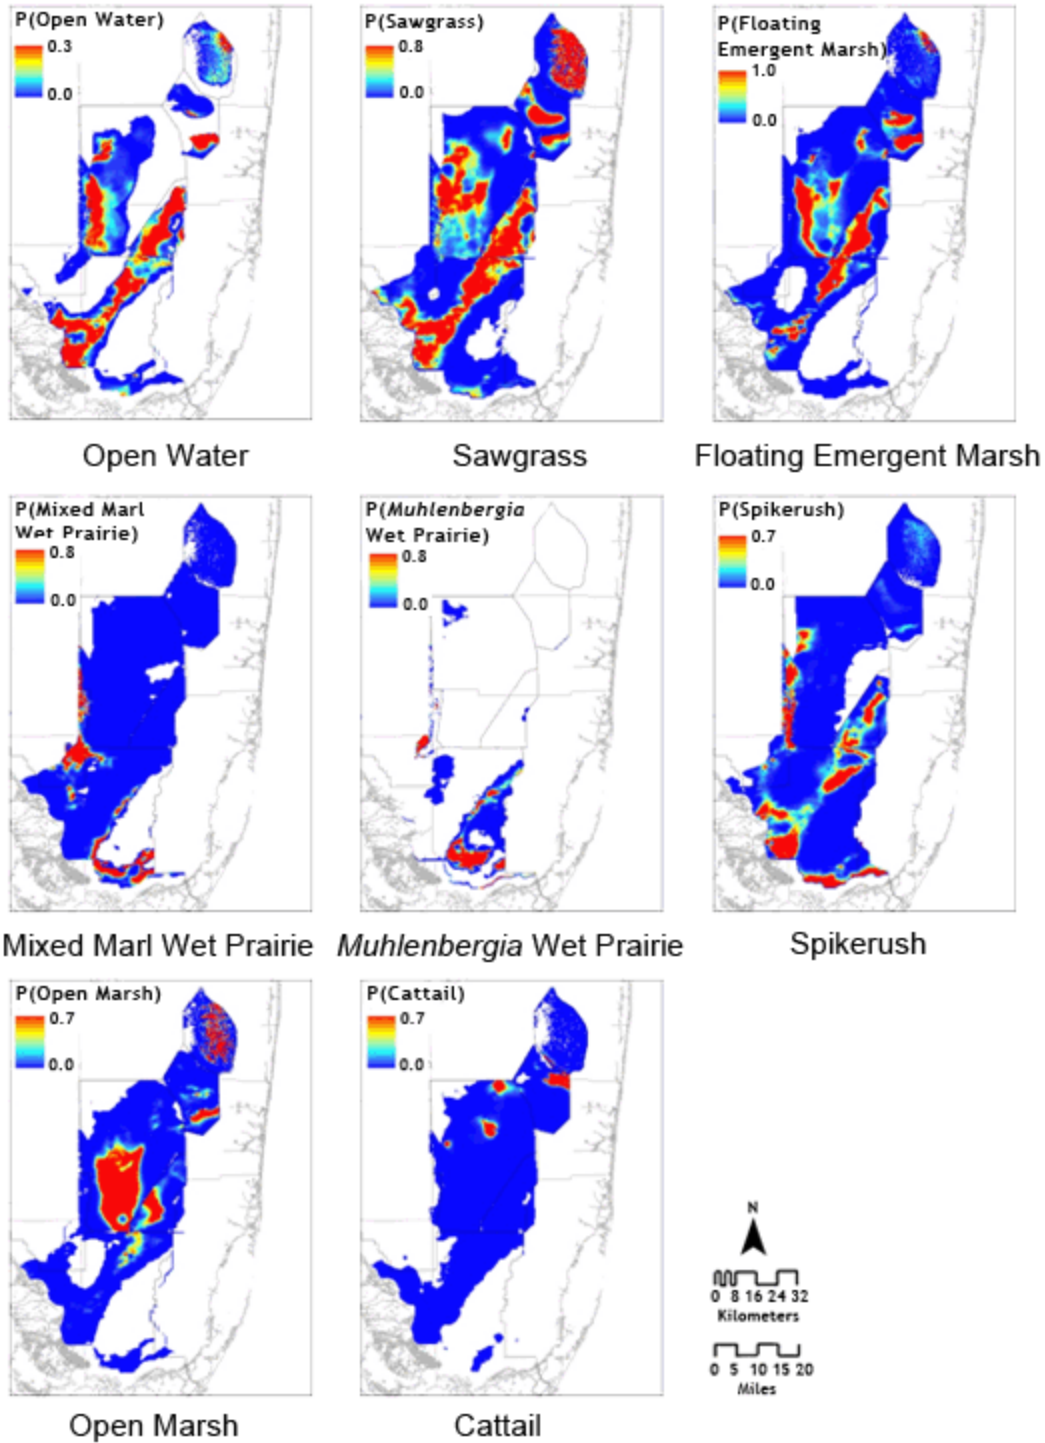 P(Open Water)
0.3
0.0
P(Sawgrass)
0.8
0.0
P(Floating
Emergent Marsh)
1.0
0.0
Open Water
Sawgrass
Floating Emergent Marsh
P(Mixed Marl
Wet Prairie)
0.8
0.0
P(Muhlenbergia
Wet Prairie)
0.8
0.0
P(Spikerush)
0.7
0.0
Mixed Marl Wet Prairie
Muhlenbergia Wet Prairie
Spikerush
P(Open Marsh)
0.7
0.0
P(Cattail)
0.7
0.0
N
0 8 16 24 32
Kilometers
0 5 10 15 20
Miles
Open Marsh
Cattail